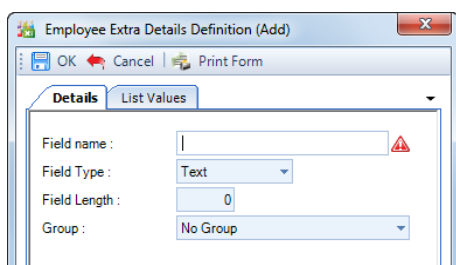 Employee Extra Details Definition (Add)
OK Cancel Print Form
Details List Values
Field name :
Field Type : Text
Field Length : 0
Group : No Group